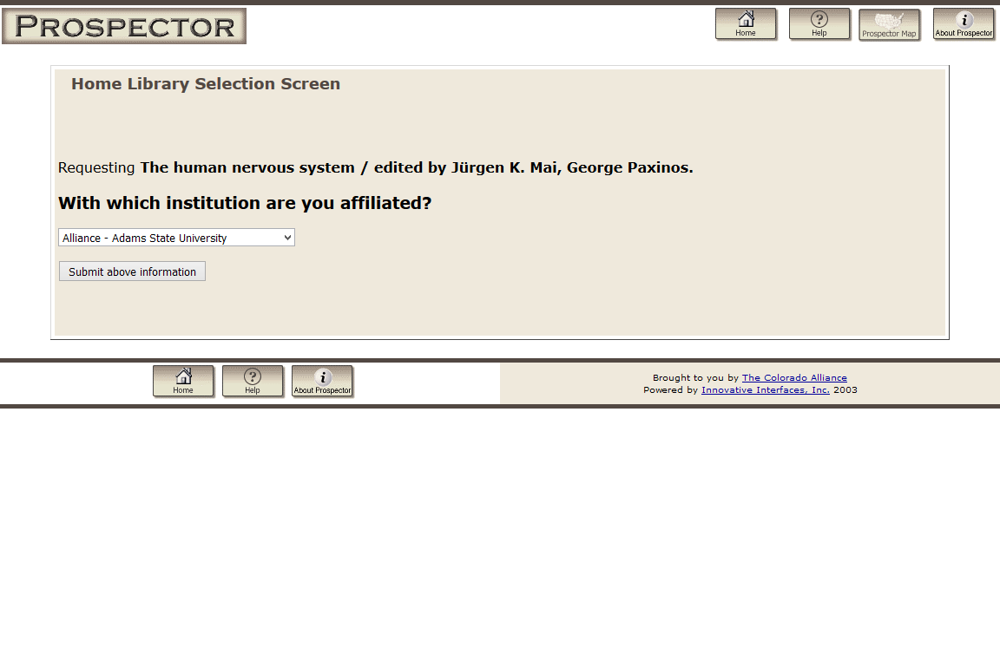 PROSPECTOR
Home
Help
Prospector Map
About Prospector
Home Library Selection Screen
Requesting The human nervous system / edited by Jürgen K. Mai, George Paxinos.
With which institution are you affiliated?
Alliance - Adams State University
Submit above information
Home
Help
About Prospector
Brought to you by The Colorado Alliance
Powered by Innovative Interfaces, Inc. 2003